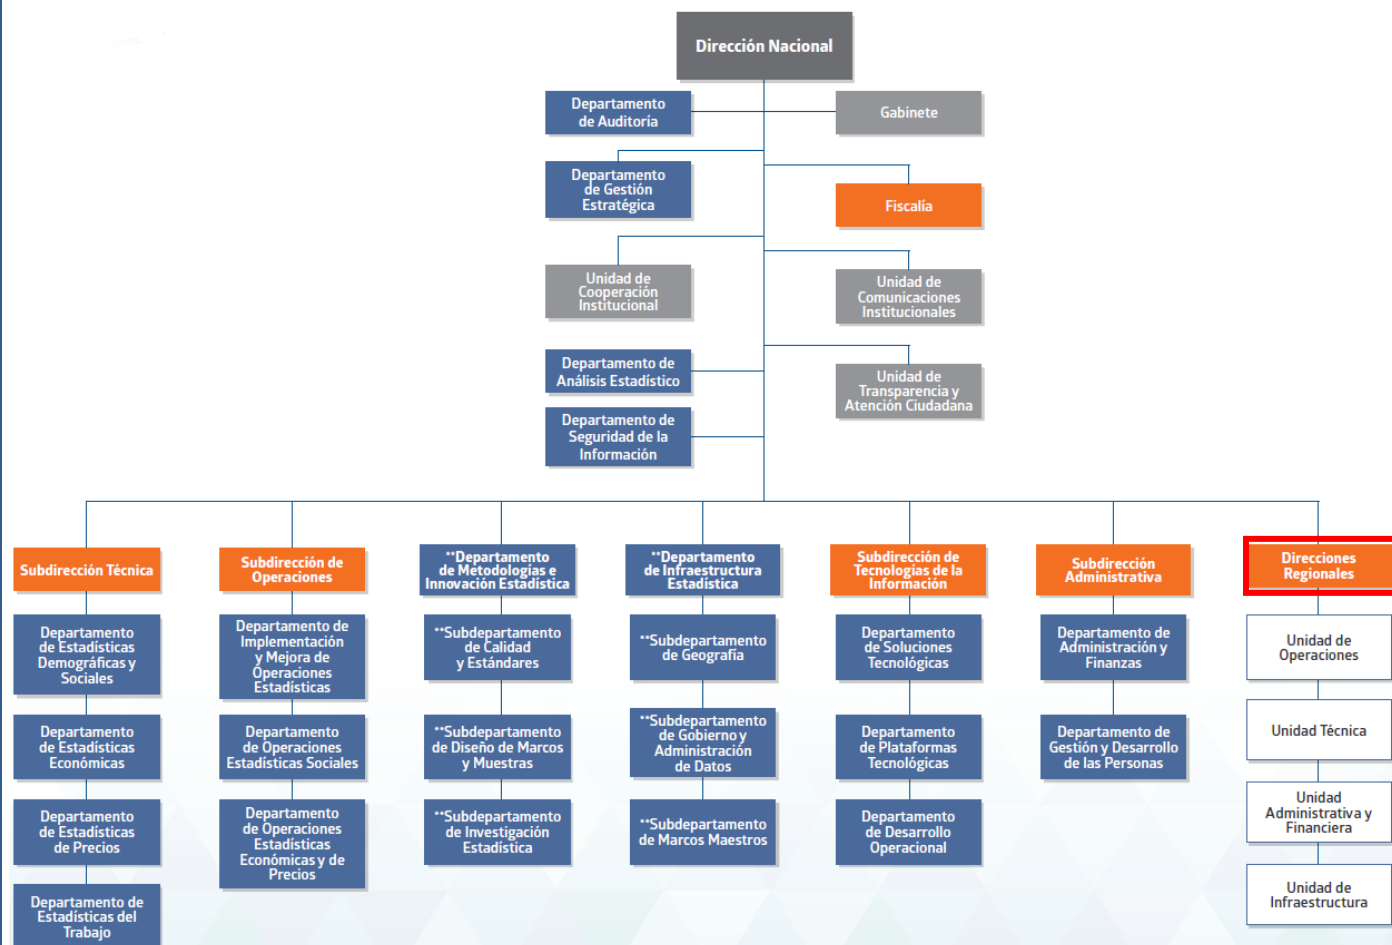 Dirección Nacional
Departamento
de Auditoría
Gabinete
Departamento
de Gestión
Estratégica
Fiscalía
Unidad de
Cooperación
Institucional
Unidad de
Comunicaciones
Institucionales
Departamento de
Análisis Estadístico
Unidad de
Transparencia y
Atención Ciudadana
Departamento de
Seguridad de la
Información
Subdirección Técnica
Departamento
de Estadísticas
Demográficas y
Sociales
Departamento
de Estadísticas
Económicas
Departamento
de Estadísticas
de Precios
Departamento de
Estadísticas del
Trabajo
Subdirección de
Operaciones
Departamento de
Implementación
y Mejora de
Operaciones
Estadísticas
Departamento
de Operaciones
Estadísticas Sociales
Departamento
de Operaciones
Estadísticas
Económicas y de
Precios
**Departamento
de Metodologías e
Innovación Estadística
**Subdepartamento
de Calidad
y Estándares
**Subdepartamento
de Diseño de Marcos
y Muestras
**Subdepartamento
de Investigación
Estadística
**Departamento
de Infraestructura
Estadística
**Subdepartamento
de Geografía
**Subdepartamento
de Gobierno y
Administración
de Datos
**Subdepartamento
de Marcos Maestros
Subdirección de
Tecnologías de la
Información
Departamento
de Soluciones
Tecnológicas
Departamento
de Plataformas
Tecnológicas
Departamento
de Desarrollo
Operacional
Subdirección
Administrativa
Departamento de
Administración y
Finanzas
Departamento de
Gestión y Desarrollo
de las Personas
Direcciones
Regionales
Unidad de
Operaciones
Unidad Técnica
Unidad
Administrativa y
Financiera
Unidad de
Infraestructura